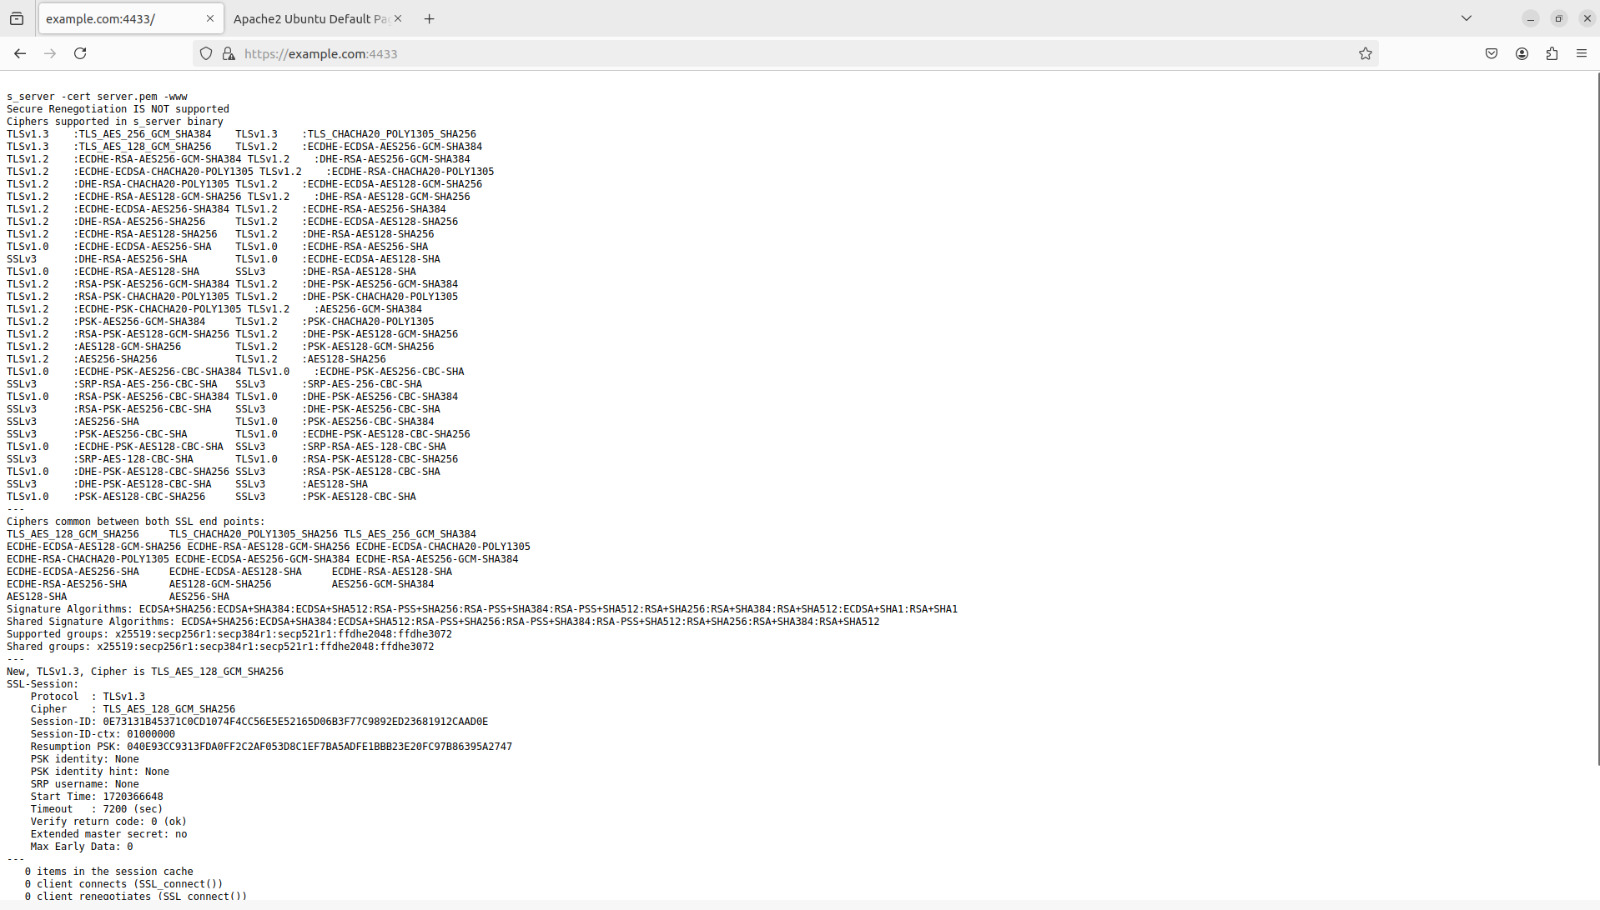 example.com:4433/
Apache2 Ubuntu Default Pa
https://example.com:4433
s_server -cert server.pem -www
Secure Renegotiation IS NOT supported
Ciphers supported in s_server binary
TLSv1.3    :TLS_AES_256_GCM_SHA384    TLSv1.3    :TLS_CHACHA20_POLY1305_SHA256
TLSv1.3    :TLS_AES_128_GCM_SHA256    TLSv1.2    :ECDHE-ECDSA-AES256-GCM-SHA384
TLSv1.2    :ECDHE-RSA-AES256-GCM-SHA384 TLSv1.2    :DHE-RSA-AES256-GCM-SHA384
TLSv1.2    :ECDHE-ECDSA-CHACHA20-POLY1305 TLSv1.2    :ECDHE-RSA-CHACHA20-POLY1305
TLSv1.2    :DHE-RSA-CHACHA20-POLY1305 TLSv1.2    :ECDHE-ECDSA-AES128-GCM-SHA256
TLSv1.2    :ECDHE-RSA-AES128-GCM-SHA256 TLSv1.2    :DHE-RSA-AES128-GCM-SHA256
TLSv1.2    :ECDHE-ECDSA-AES256-SHA384 TLSv1.2    :ECDHE-RSA-AES256-SHA384
TLSv1.2    :DHE-RSA-AES256-SHA256     TLSv1.2    :ECDHE-ECDSA-AES128-SHA256
TLSv1.2    :ECDHE-RSA-AES128-SHA256   TLSv1.2    :DHE-RSA-AES128-SHA256
TLSv1.0    :ECDHE-ECDSA-AES256-SHA    TLSv1.0    :ECDHE-RSA-AES256-SHA
SSLv3      :DHE-RSA-AES256-SHA        TLSv1.0    :ECDHE-ECDSA-AES128-SHA
TLSv1.0    :ECDHE-RSA-AES128-SHA      SSLv3      :DHE-RSA-AES128-SHA
TLSv1.2    :RSA-PSK-AES256-GCM-SHA384 TLSv1.2    :DHE-PSK-AES256-GCM-SHA384
TLSv1.2    :RSA-PSK-CHACHA20-POLY1305 TLSv1.2    :DHE-PSK-CHACHA20-POLY1305
TLSv1.2    :ECDHE-PSK-CHACHA20-POLY1305 TLSv1.2    :AES256-GCM-SHA384
TLSv1.2    :PSK-AES256-GCM-SHA384     TLSv1.2    :PSK-CHACHA20-POLY1305
TLSv1.2    :RSA-PSK-AES128-GCM-SHA256 TLSv1.2    :DHE-PSK-AES128-GCM-SHA256
TLSv1.2    :AES128-GCM-SHA256         TLSv1.2    :PSK-AES128-GCM-SHA256
TLSv1.2    :AES256-SHA256             TLSv1.2    :AES128-SHA256
TLSv1.0    :ECDHE-PSK-AES256-CBC-SHA384 TLSv1.0    :ECDHE-PSK-AES256-CBC-SHA
SSLv3      :SRP-RSA-AES-256-CBC-SHA   SSLv3      :SRP-AES-256-CBC-SHA
TLSv1.0    :RSA-PSK-AES256-CBC-SHA384 TLSv1.0    :DHE-PSK-AES256-CBC-SHA384
SSLv3      :RSA-PSK-AES256-CBC-SHA    SSLv3      :DHE-PSK-AES256-CBC-SHA
SSLv3      :AES256-SHA                TLSv1.0    :PSK-AES256-CBC-SHA384
SSLv3      :PSK-AES256-CBC-SHA        TLSv1.0    :ECDHE-PSK-AES128-CBC-SHA256
TLSv1.0    :ECDHE-PSK-AES128-CBC-SHA  SSLv3      :SRP-RSA-AES-128-CBC-SHA
SSLv3      :SRP-AES-128-CBC-SHA       TLSv1.0    :RSA-PSK-AES128-CBC-SHA256
TLSv1.0    :DHE-PSK-AES128-CBC-SHA256 SSLv3      :RSA-PSK-AES128-CBC-SHA
SSLv3      :DHE-PSK-AES128-CBC-SHA    SSLv3      :AES128-SHA
TLSv1.0    :PSK-AES128-CBC-SHA256     SSLv3      :PSK-AES128-CBC-SHA
---
Ciphers common between both SSL end points:
TLS_AES_128_GCM_SHA256     TLS_CHACHA20_POLY1305_SHA256 TLS_AES_256_GCM_SHA384
ECDHE-ECDSA-AES128-GCM-SHA256 ECDHE-RSA-AES128-GCM-SHA256 ECDHE-ECDSA-CHACHA20-POLY1305
ECDHE-RSA-CHACHA20-POLY1305 ECDHE-ECDSA-AES256-GCM-SHA384 ECDHE-RSA-AES256-GCM-SHA384
ECDHE-ECDSA-AES256-SHA     ECDHE-ECDSA-AES128-SHA     ECDHE-RSA-AES128-SHA
ECDHE-RSA-AES256-SHA       AES128-GCM-SHA256          AES256-GCM-SHA384
AES128-SHA                 AES256-SHA
Signature Algorithms: ECDSA+SHA256:ECDSA+SHA384:ECDSA+SHA512:RSA-PSS+SHA256:RSA-PSS+SHA384:RSA-PSS+SHA512:RSA+SHA256:RSA+SHA384:RSA+SHA512:ECDSA+SHA1:RSA+SHA1
Shared Signature Algorithms: ECDSA+SHA256:ECDSA+SHA384:ECDSA+SHA512:RSA-PSS+SHA256:RSA-PSS+SHA384:RSA-PSS+SHA512:RSA+SHA256:RSA+SHA384:RSA+SHA512
Supported groups: x25519:secp256r1:secp384r1:secp521r1:ffdhe2048:ffdhe3072
Shared groups: x25519:secp256r1:secp384r1:secp521r1:ffdhe2048:ffdhe3072
---
New, TLSv1.3, Cipher is TLS_AES_128_GCM_SHA256
SSL-Session:
    Protocol  : TLSv1.3
    Cipher    : TLS_AES_128_GCM_SHA256
    Session-ID: 0E73131B45371C0CD1074F4CC56E5E52165D06B3F77C9892ED23681912CAAD0E
    Session-ID-ctx: 01000000
    Resumption PSK: 040E93CC9313FDA0FF2C2AF053D8C1EF7BA5ADFE1BBB23E20FC97B86395A2747
    PSK identity: None
    PSK identity hint: None
    SRP username: None
    Start Time: 1720366648
    Timeout   : 7200 (sec)
    Verify return code: 0 (ok)
    Extended master secret: no
    Max Early Data: 0
---
   0 items in the session cache
   0 client connects (SSL_connect())
   0 client renegotiates (SSL_connect())